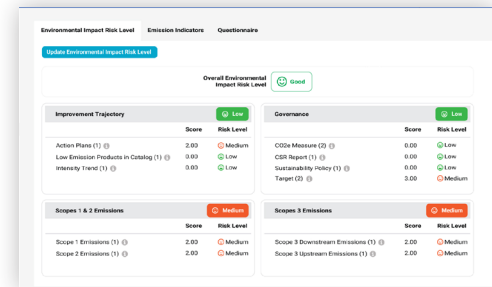 Environmental Impact Risk Level Emission Indicators Questionnaire
Update Environmental Impact Risk Level
Overall Environmental
Impact Risk Level
Good
Improvement Trajectory Low
Score Risk Level
Action Plans (1) 2.00 Medium
Low Emission Products in Catalog (1) 0.00 Low
Intensity Trend (1) 0.00 Low
Governance Low
Score Risk Level
CO2e Measure (2) 0.00 Low
CSR Report (1) 0.00 Low
Sustainability Policy (1) 0.00 Low
Target (2) 3.00 Medium
Scopes 1 & 2 Emissions Medium
Score Risk Level
Scope 1 Emissions (1) 2.00 Medium
Scope 2 Emissions (1) 2.00 Medium
Scopes 3 Emissions Medium
Score Risk Level
Scope 3 Downstream Emissions (1) 2.00 Medium
Scope 3 Upstream Emissions (1) 2.00 Medium